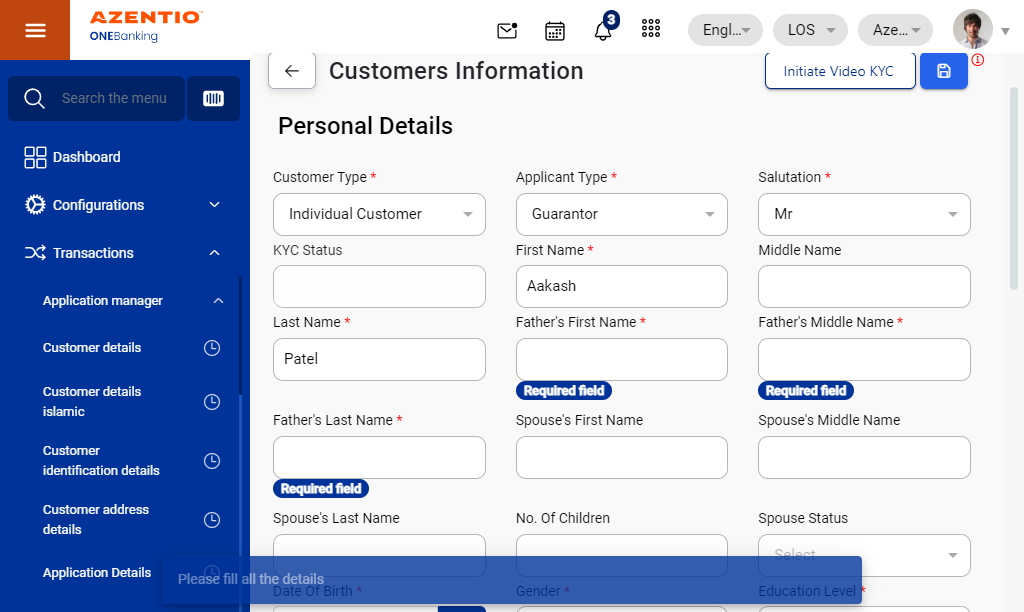 AZENTIO
ONEBanking
3
Engl...
LOS
Aze...
Search the menu
Dashboard
Configurations
Transactions
Application manager
Customer details
Customer details
islamic
Customer
identification details
Customer address
details
Application Details
Customers Information
Initiate Video KYC
Personal Details
Customer Type *
Applicant Type *
Salutation *
Individual Customer
Guarantor
Mr
KYC Status
First Name *
Middle Name
Aakash
Last Name *
Father's First Name *
Father's Middle Name *
Patel
Required field
Required field
Father's Last Name *
Spouse's First Name
Spouse's Middle Name
Required field
Spouse's Last Name
No. Of Children
Spouse Status
Select
Please fill all the details
Date Of Birth *
Gender *
Education Level *